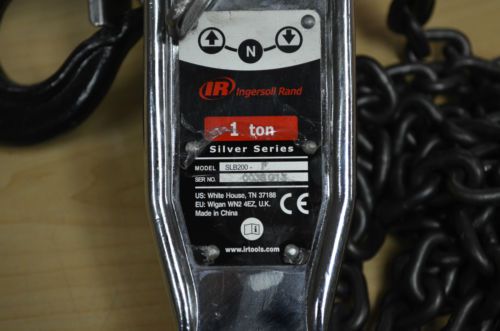 N
IR Ingersoll Rand
1 ton
Silver Series
MODEL SLB200 - P
SER NO.
US: White House, TN 37188
EU: Wigan WN2 4EZ, U.K.
Made in China
CE
www.irtools.com